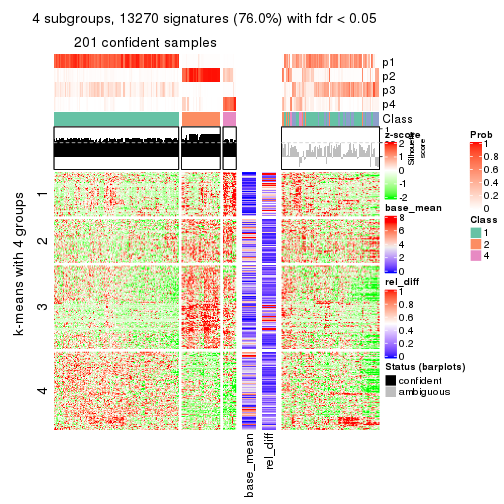 4 subgroups, 13270 signatures (76.0%) with fdr < 0.05
201 confident samples
p1
p2
p3
p4
Class
1
Silhouette
score
k-means with 4 groups
1
2
3
4
base_mean
rel_diff
z-score
2
1
0
-1
-2
base_mean
8
6
4
2
0
rel_diff
1
0.8
0.6
0.4
0.2
0
Status (barplots)
confident
ambiguous
Prob
1
0.8
0.6
0.4
0.2
0
Class
1
2
4